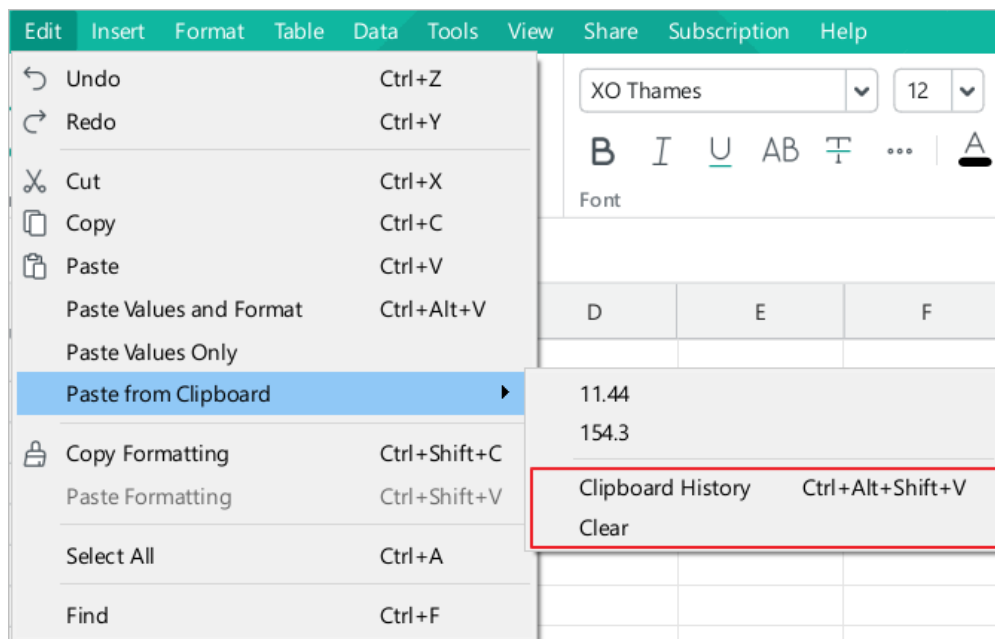 Edit Insert Format Table Data Tools View Share Subscription Help
Undo Ctrl+Z
Redo Ctrl+Y
Cut Ctrl+X
Copy Ctrl+C
Paste Ctrl+V
Paste Values and Format Ctrl+Alt+V
Paste Values Only
Paste from Clipboard
Copy Formatting Ctrl+Shift+C
Paste Formatting Ctrl+Shift+V
Select All Ctrl+A
Find Ctrl+F
XO Thames 12
B I U AB T A
Font
D E F
11.44
154.3
Clipboard History Ctrl+Alt+Shift+V
Clear